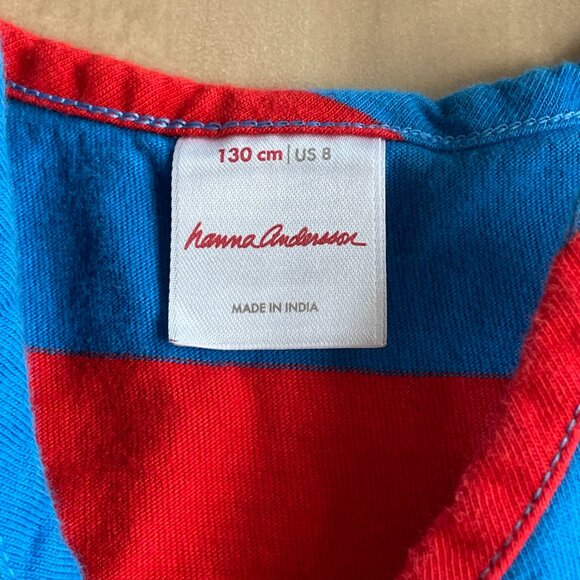 130 cm | US 8
hanna Andersson
MADE IN INDIA